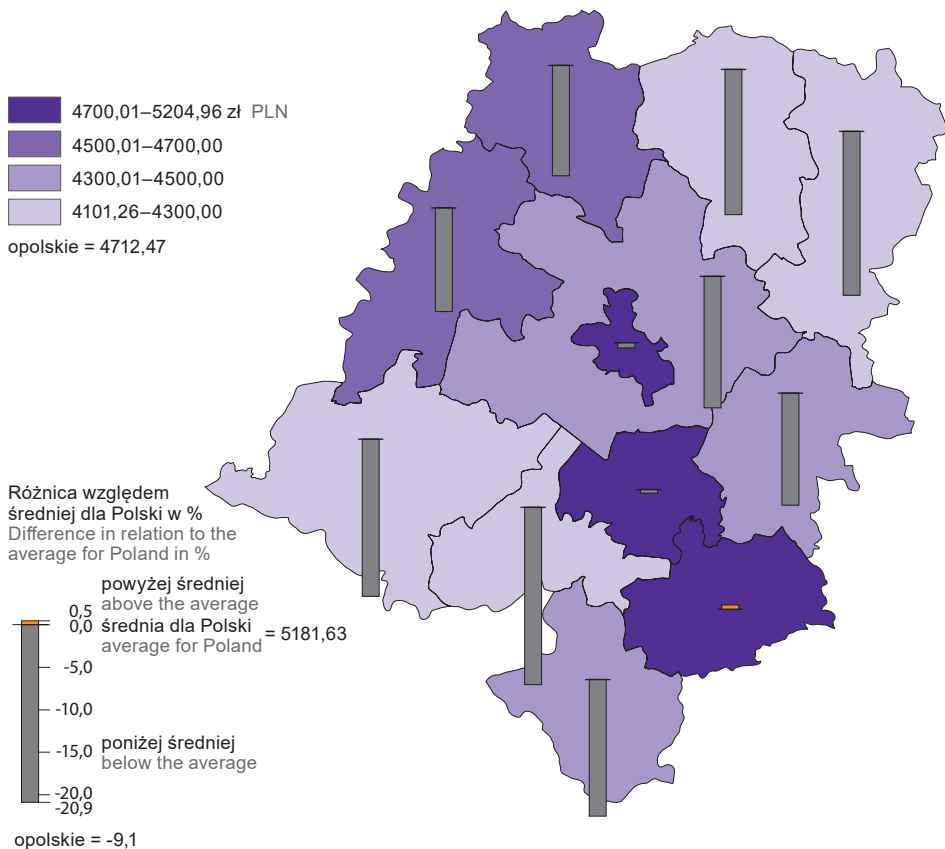 4700,01–5204,96 zł PLN
4500,01–4700,00
4300,01–4500,00
4101,26–4300,00
opolskie = 4712,47
Różnica względem
średniej dla Polski w %
Difference in relation to the
average for Poland in %
powyżej średniej
above the average
0,5
0,0
średnia dla Polski
average for Poland
= 5181,63
-5,0
-10,0
-15,0
poniżej średniej
below the average
-20,0
-20,9
opolskie = -9,1